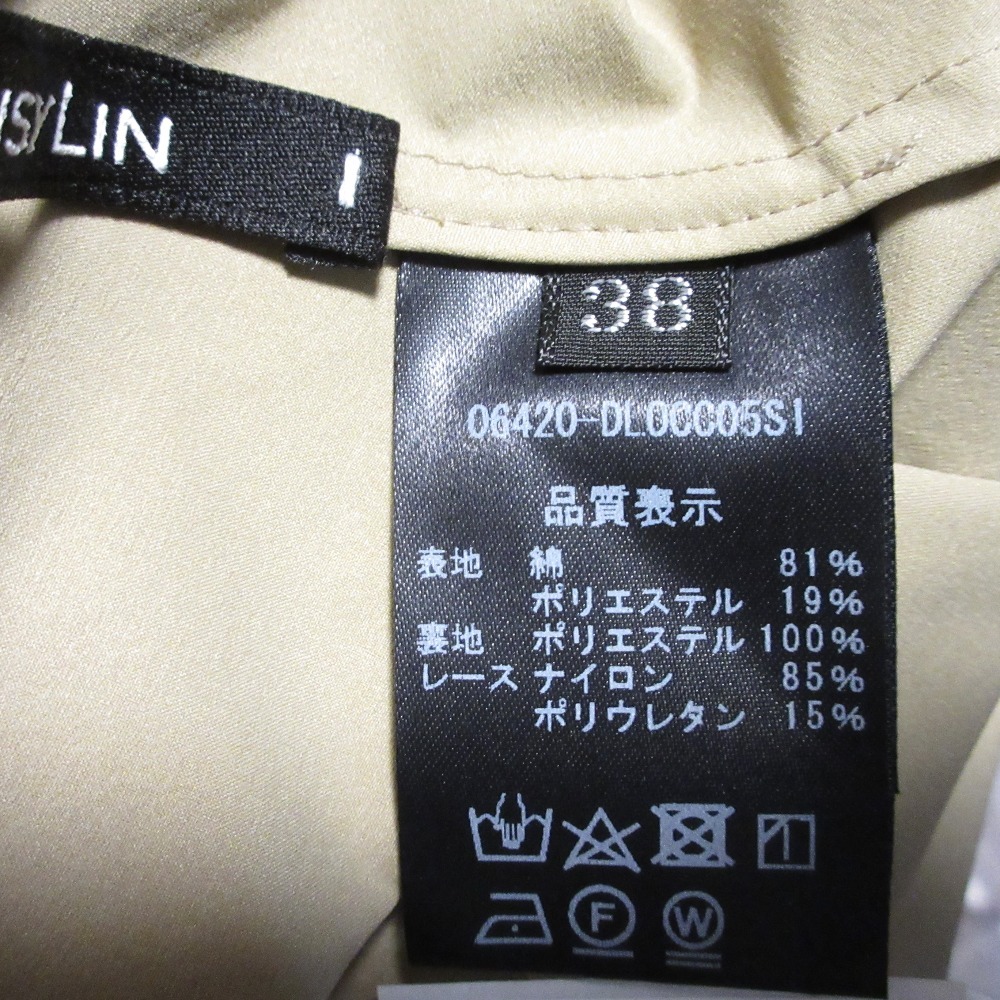 LIN
I
38
06420-DL0CC05SI
品質表示
表地 綿 81%
ポリエステル 19%
裏地 ポリエステル 100%
レース ナイロン 85%
ポリウレタン 15%
F W